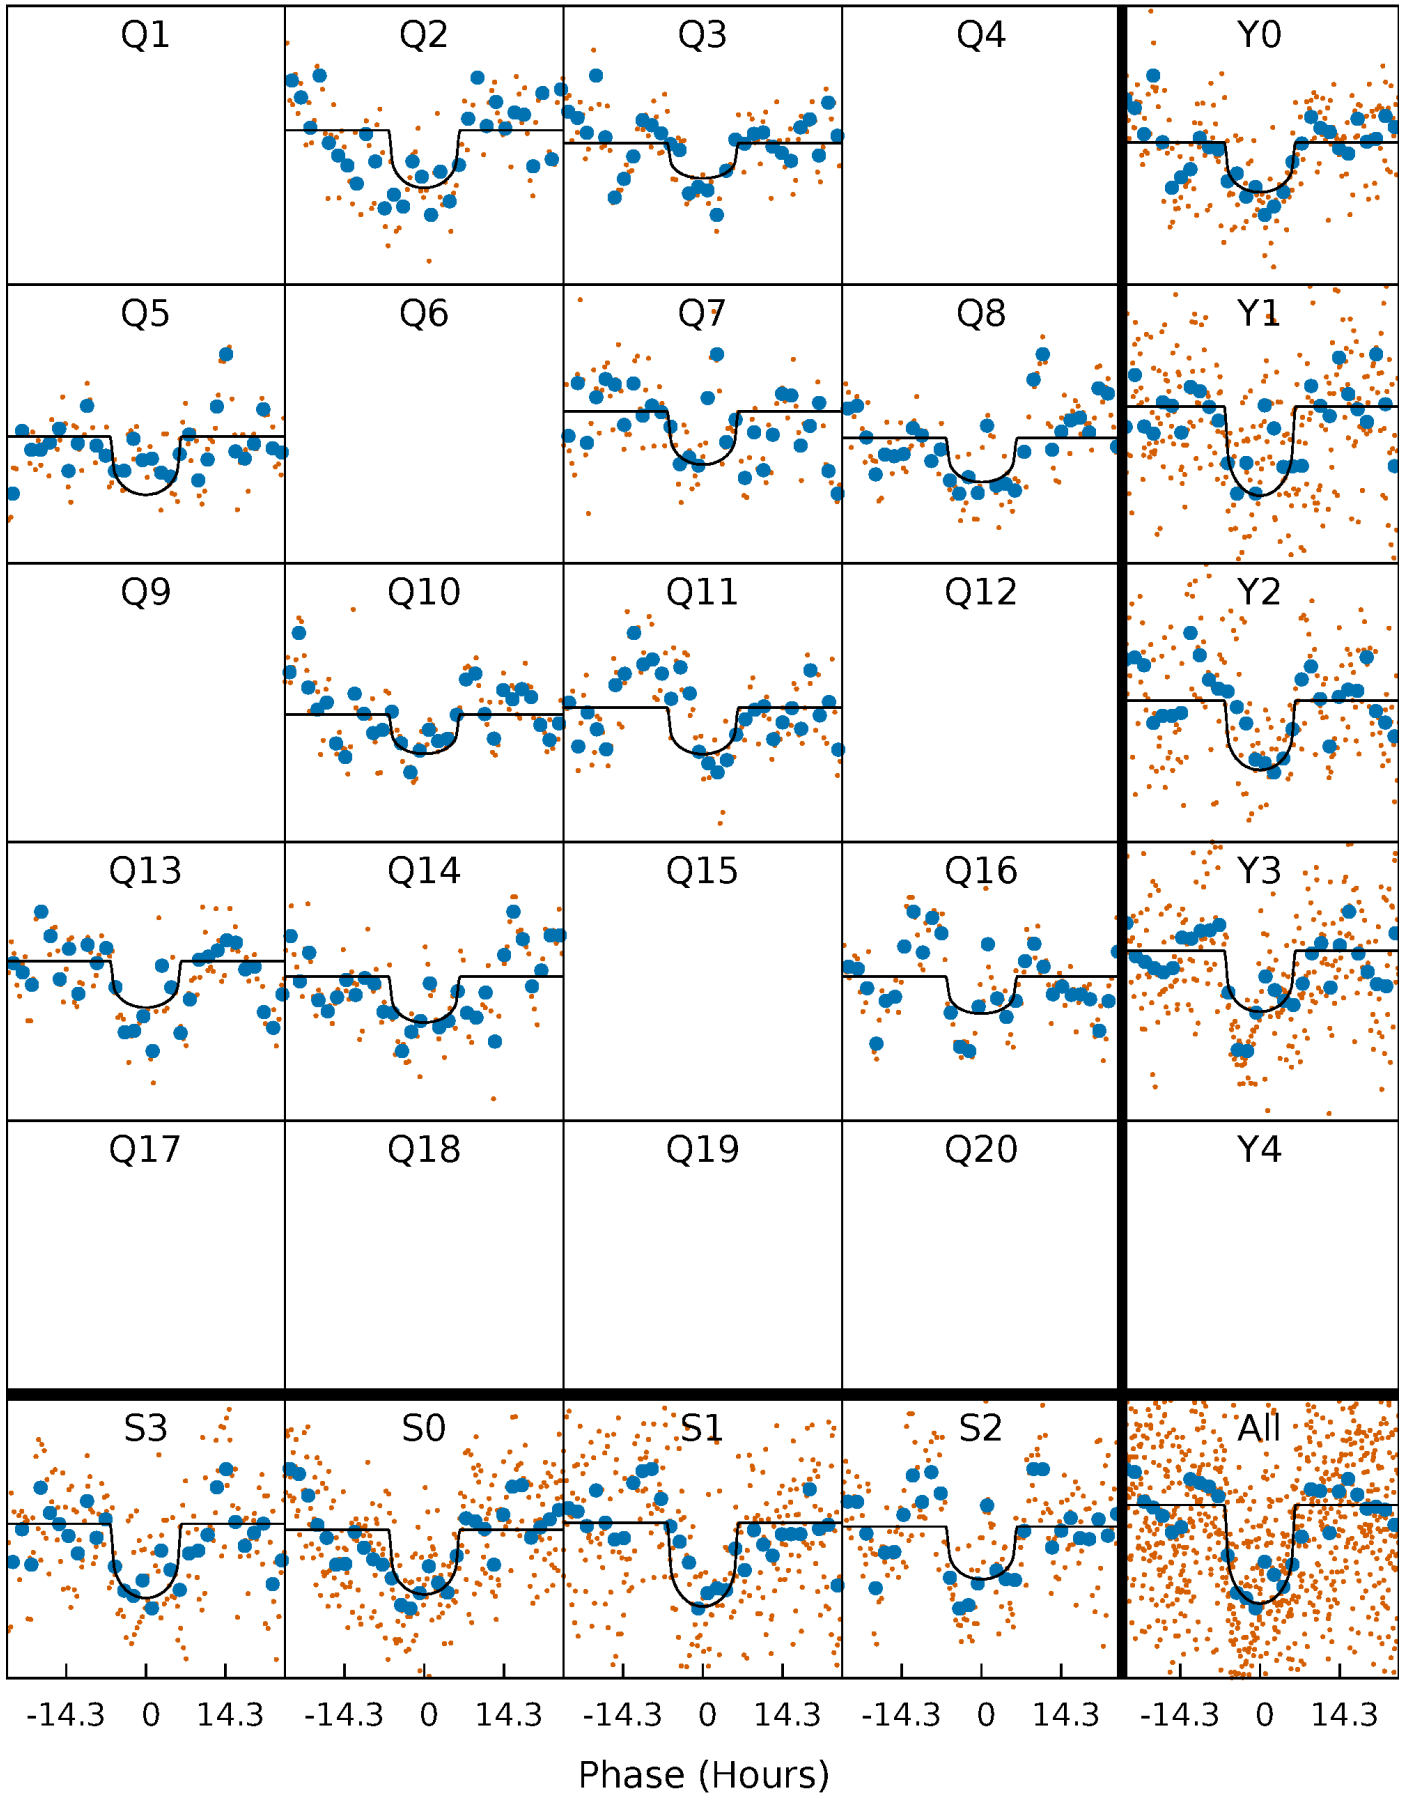 Q1 Q2 Q3 Q4 Y0
Q5 Q6 Q7 Q8 Y1
Q9 Q10 Q11 Q12 Y2
Q13 Q14 Q15 Q16 Y3
Q17 Q18 Q19 Q20 Y4
S3 S0 S1 S2 All
-14.3 0 14.3 -14.3 0 14.3 -14.3 0 14.3 -14.3 0 14.3 -14.3 0 14.3
Phase (Hours)